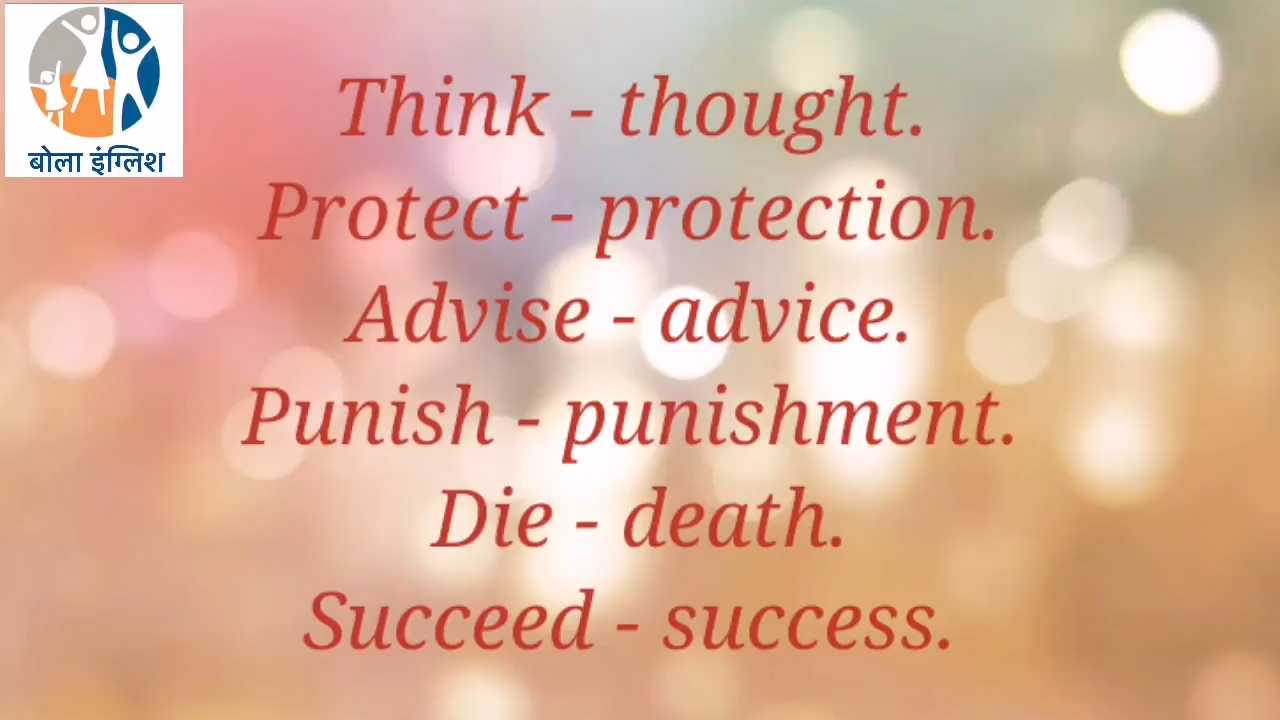 बोला इंग्लिश
Think - thought.
Protect - protection.
Advise - advice.
Punish - punishment.
Die - death.
Succeed - success.